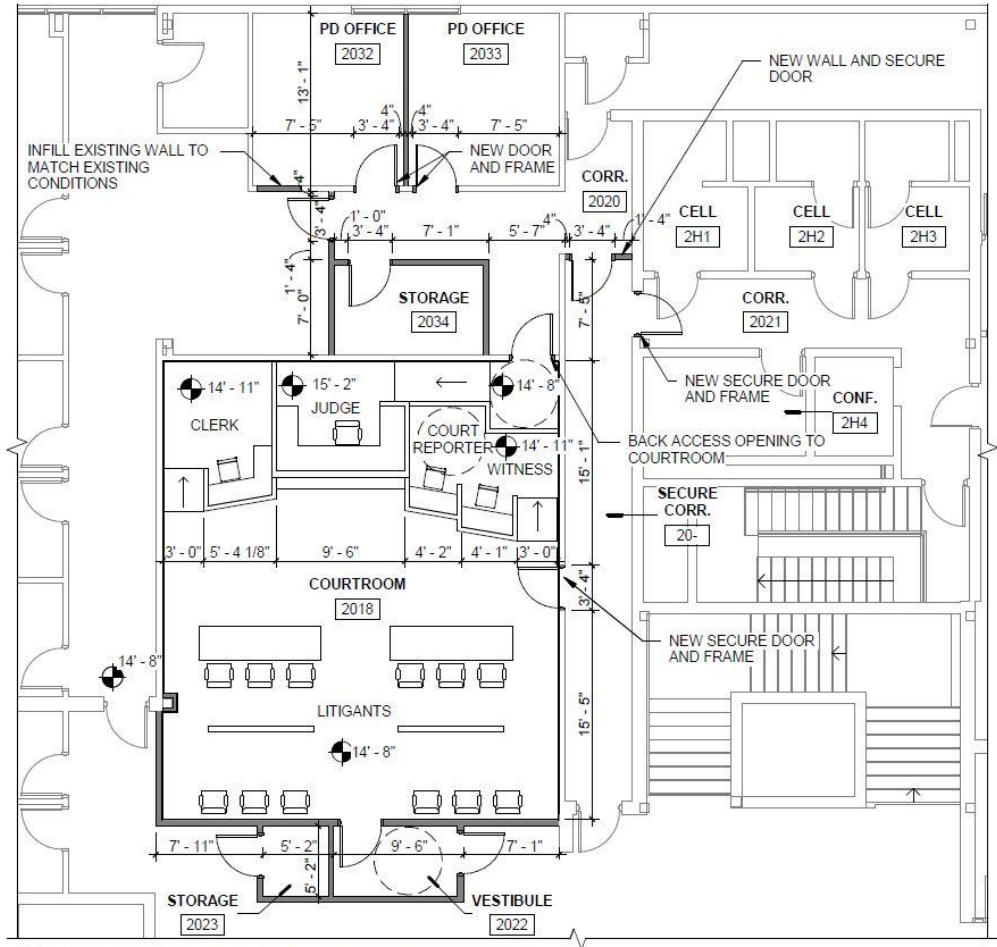 PD OFFICE
2032
PD OFFICE
2033
NEW WALL AND SECURE
DOOR
13' - 1"
4"
4"
7' - 5"
3' - 4"
3' - 4"
7' - 5"
INFILL EXISTING WALL TO
MATCH EXISTING
CONDITIONS
NEW DOOR
AND FRAME
CORR.
2020
4"
3' - 4"
1' - 4"
7' - 0"
1' - 0"
3' - 4"
7' - 1"
5' - 7"
4"
3' - 4"
1' - 4"
CELL
2H1
CELL
2H2
CELL
2H3
STORAGE
2034
7' - 5"
CORR.
2021
14' - 11"
CLERK
15' - 2"
JUDGE
14' - 8"
NEW SECURE DOOR
AND FRAME
CONF.
2H4
COURT
REPORTER
14' - 11"
WITNESS
BACK ACCESS OPENING TO
COURTROOM
15' - 1"
SECURE
CORR.
20-
3' - 0"
5' - 4 1/8"
9' - 6"
4' - 2"
4' - 1"
3' - 0"
COURTROOM
2018
3' - 4"
NEW SECURE DOOR
AND FRAME
14' - 8"
LITIGANTS
14' - 8"
15' - 5"
7' - 11"
5' - 2"
9' - 6"
7' - 1"
5' - 2"
STORAGE
2023
VESTIBULE
2022